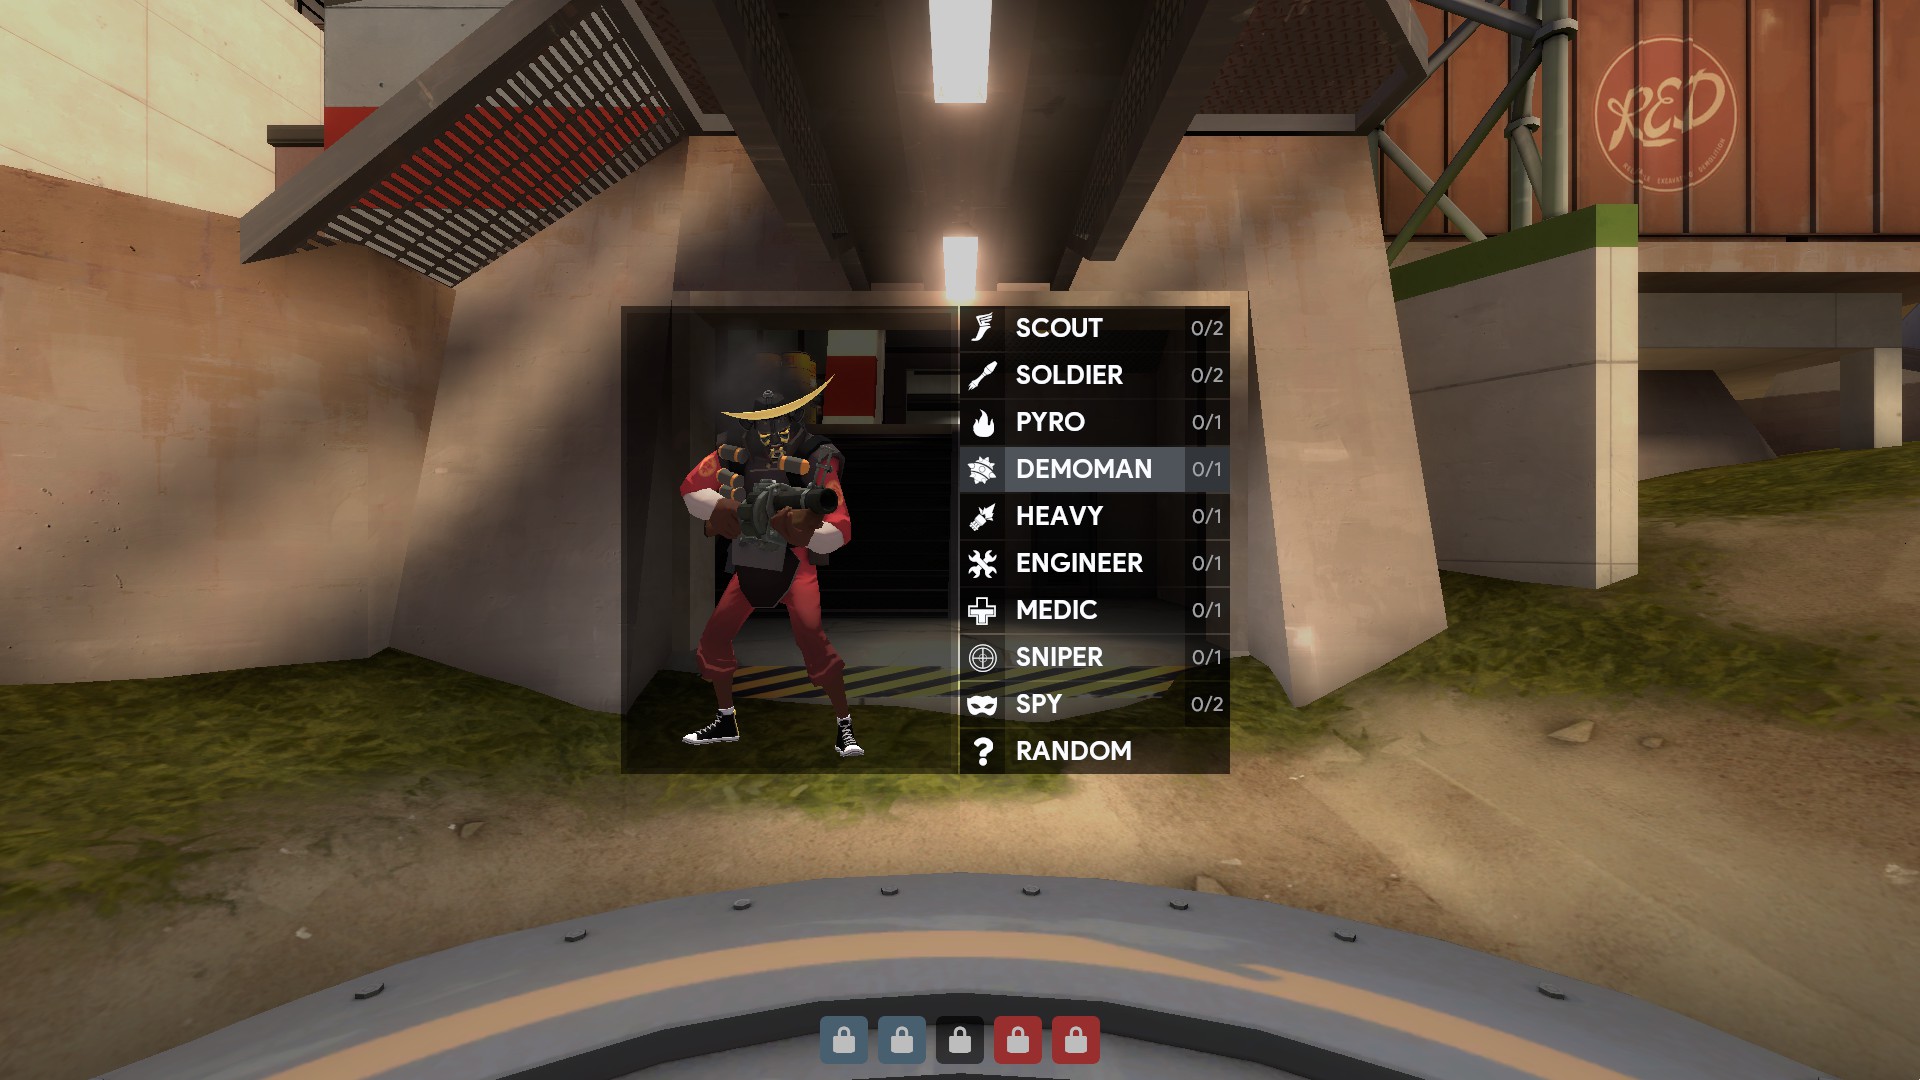 RED
SCOUT 0/2
SOLDIER 0/2
PYRO 0/1
DEMOMAN 0/1
HEAVY 0/1
ENGINEER 0/1
MEDIC 0/1
SNIPER 0/1
SPY 0/2
? RANDOM